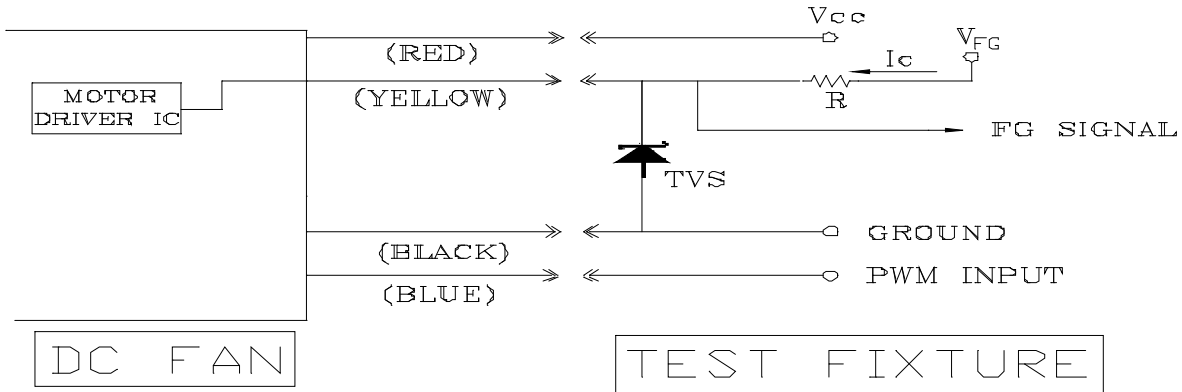 Vcc
(RED)
VFG
Ic
MOTOR
DRIVER IC
(YELLOW)
R
FG SIGNAL
TVS
GROUND
(BLACK)
PWM INPUT
(BLUE)
DC FAN
TEST FIXTURE